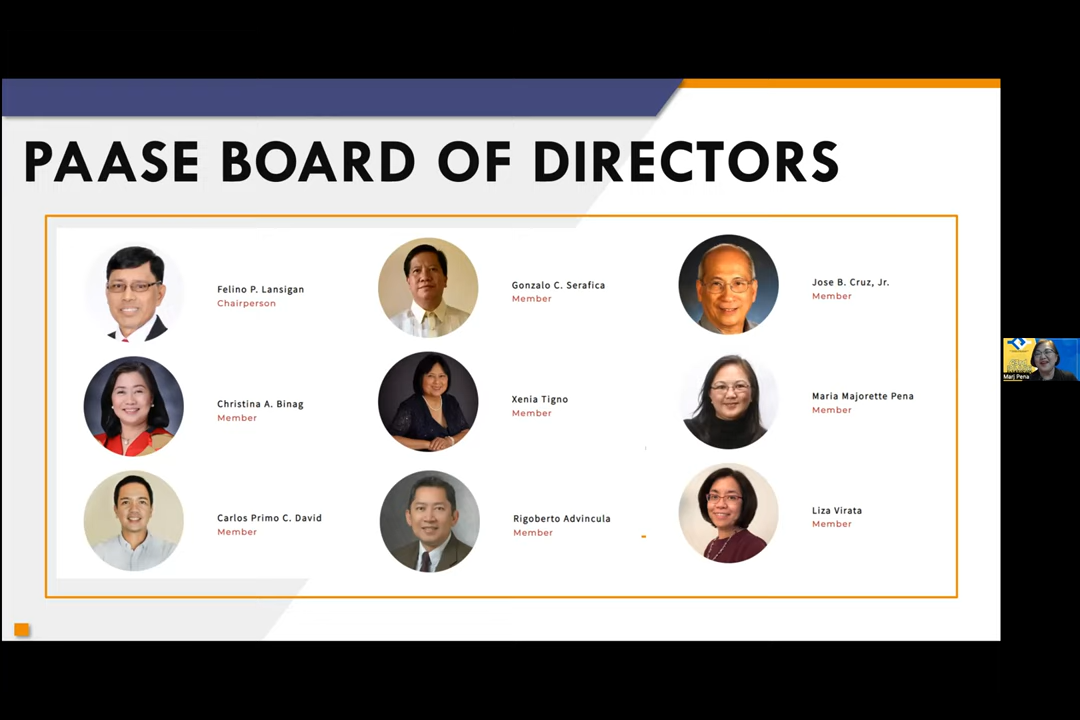 PAASE BOARD OF DIRECTORS
Felino P. Lansigan
Chairperson
Gonzalo C. Serafica
Member
Jose B. Cruz, Jr.
Member
Christina A. Binag
Member
Xenia Tigno
Member
Maria Majorette Pena
Member
Carlos Primo C. David
Member
Rigoberto Advincula
Member
Liza Virata
Member
Marj Pena